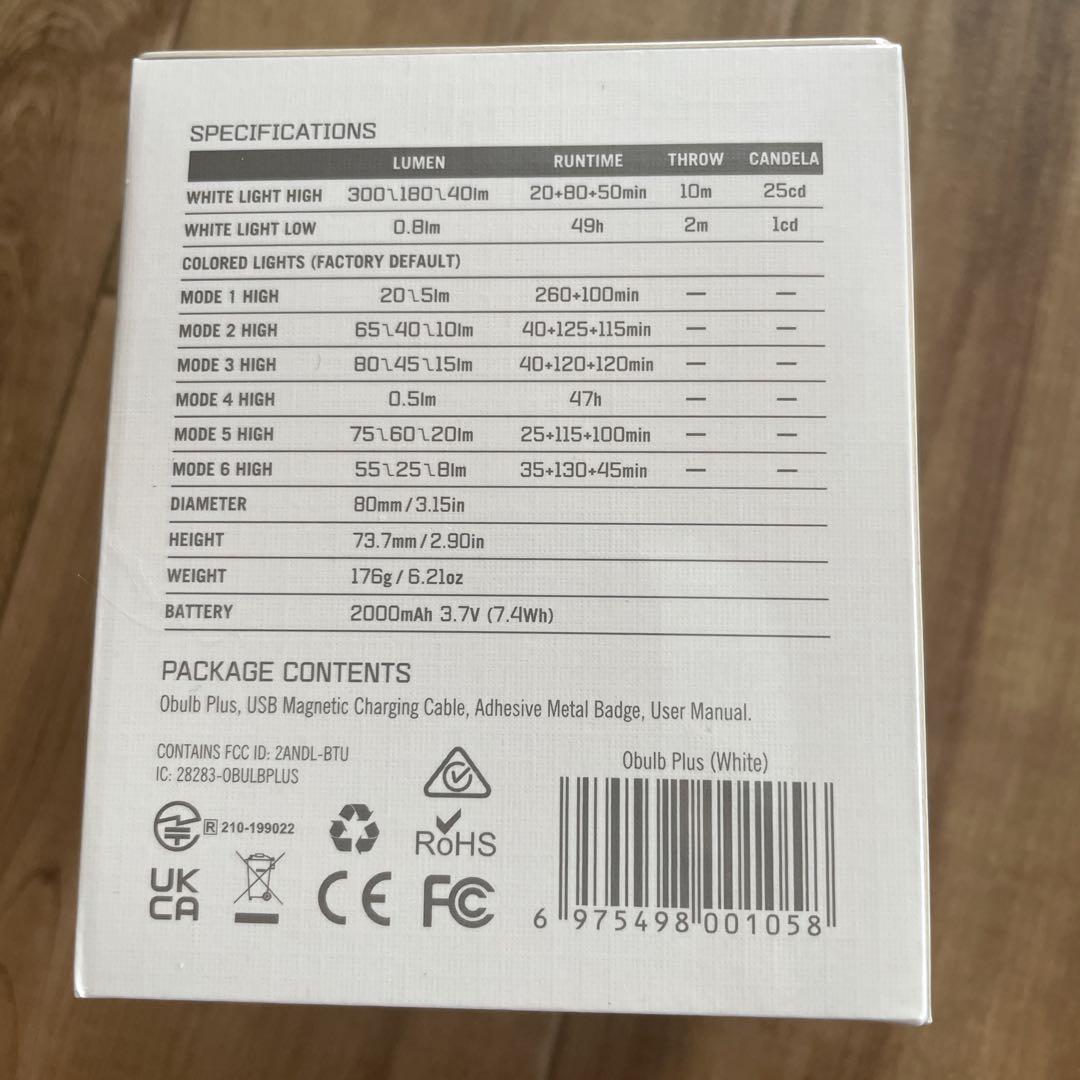 SPECIFICATIONS
LUMEN RUNTIME THROW CANDELA
WHITE LIGHT HIGH 300⤵180⤵40lm 20+80+50min 10m 25cd
WHITE LIGHT LOW 0.8lm 49h 2m 1cd
COLORED LIGHTS (FACTORY DEFAULT)
MODE 1 HIGH 20⤵5lm 260+100min — —
MODE 2 HIGH 65⤵40⤵10lm 40+125+115min — —
MODE 3 HIGH 80⤵45⤵15lm 40+120+120min — —
MODE 4 HIGH 0.5lm 47h — —
MODE 5 HIGH 75⤵60⤵20lm 25+115+100min — —
MODE 6 HIGH 55⤵25⤵8lm 35+130+45min — —
DIAMETER 80mm / 3.15in
HEIGHT 73.7mm / 2.90in
WEIGHT 176g / 6.21oz
BATTERY 2000mAh 3.7V (7.4Wh)
PACKAGE CONTENTS
Obulb Plus, USB Magnetic Charging Cable, Adhesive Metal Badge, User Manual.
CONTAINS FCC ID: 2ANDL-BTU
IC: 28283-OBULBPLUS
R 210-199022
RoHS
UK
CA
CE
FC
Obulb Plus (White)
6 975498 001058